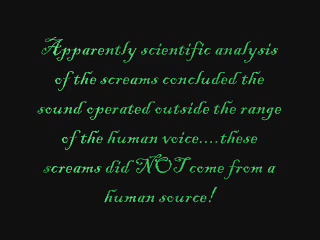 Apparently scientific analysis
of the screams concluded the
sound operated outside the range
of the human voice....these
screams did NOT come from a
human source!